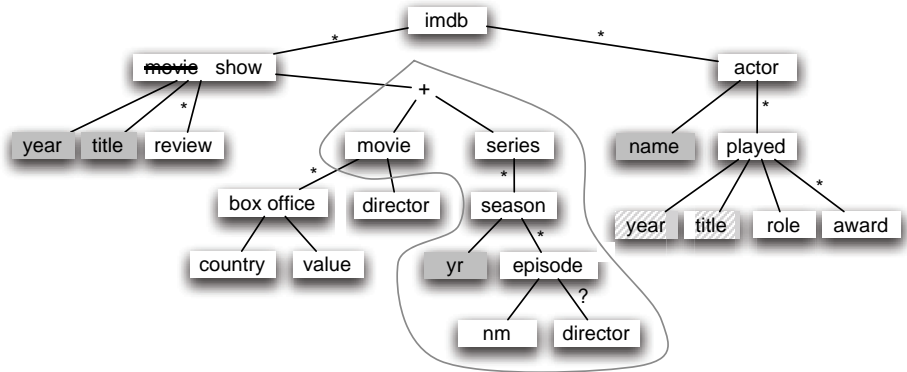 imdb
* *
movie show actor
* + *
year title review movie series name played
* * *
box office director season year title role award
*
country value yr episode
?
nm director